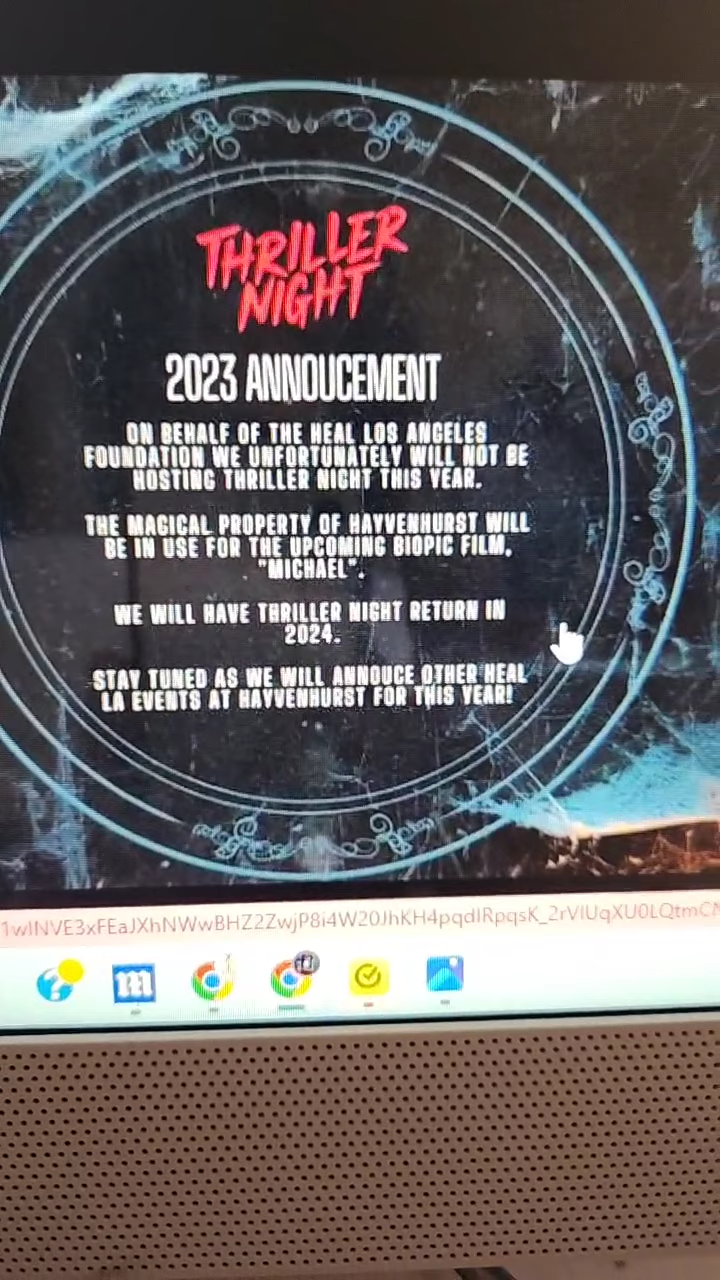 THRILLER
NIGHT
2023 ANNOUCEMENT
ON BEHALF OF THE HEAL LOS ANGELES
FOUNDATION WE UNFORTUNATELY WILL NOT BE
HOSTING THRILLER NIGHT THIS YEAR.
THE MAGICAL PROPERTY OF HAYVENHURST WILL
BE IN USE FOR THE UPCOMING BIOPIC FILM,
"MICHAEL".
WE WILL HAVE THRILLER NIGHT RETURN IN
2024.
STAY TUNED AS WE WILL ANNOUCE OTHER HEAL
LA EVENTS AT HAYVENHURST FOR THIS YEAR!